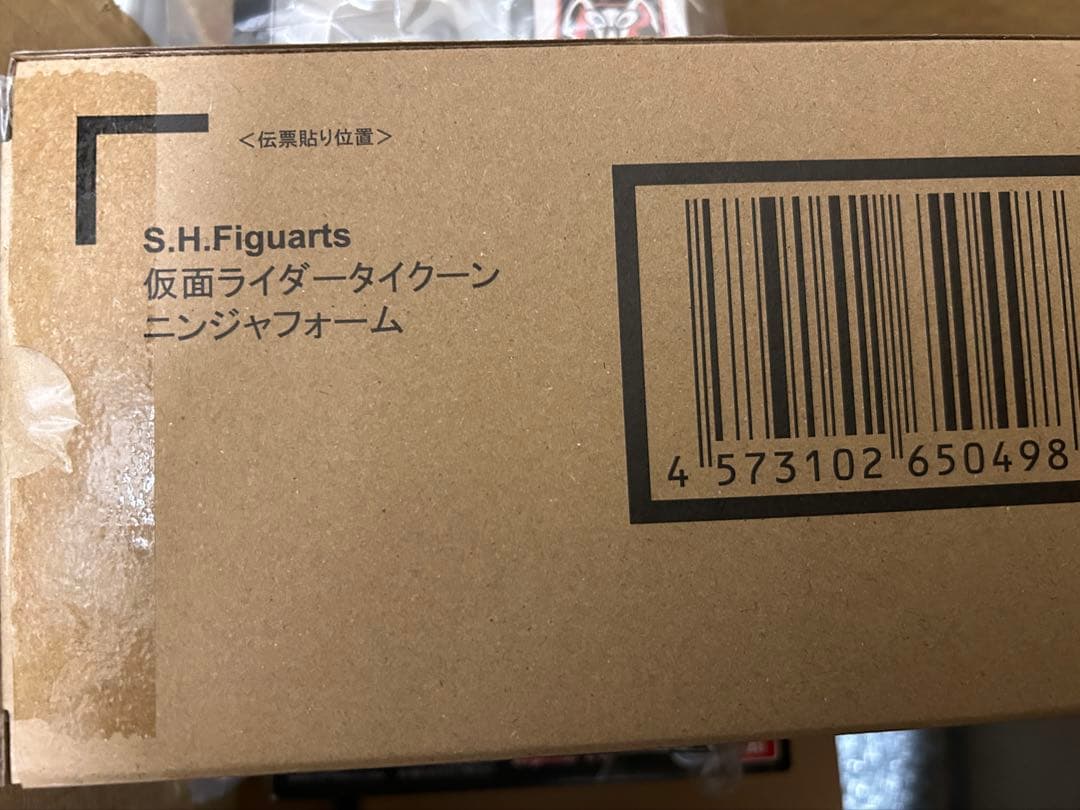 <伝票貼り位置>
S.H.Figuarts
仮面ライダータイクーン
ニンジャフォーム
4 573102 650498